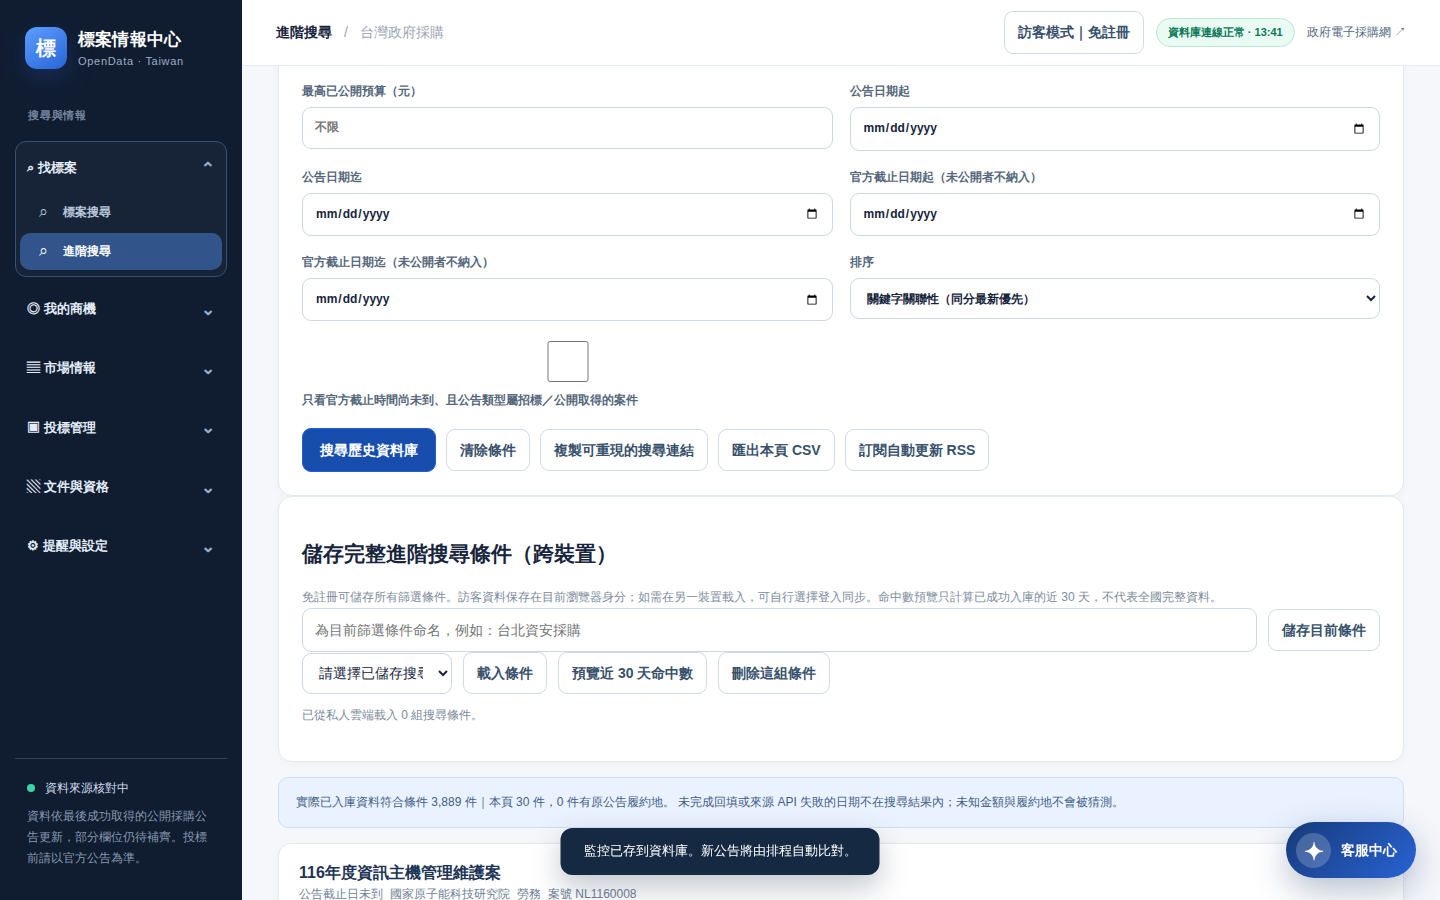 標
標案情報中心
OpenData · Taiwan
搜尋與情報
⌕ 找標案
⌕ 標案搜尋
⌕ 進階搜尋
◎ 我的商機
▤ 市場情報
▣ 投標管理
▧ 文件與資格
⚙ 提醒與設定
資料來源核對中
資料依最後成功取得的公開採購公
告更新，部分欄位仍待補齊。投標
前請以官方公告為準。
進階搜尋 / 台灣政府採購
訪客模式｜免註冊
資料庫連線正常 · 13:41
政府電子採購網 ↗
最高已公開預算（元）
不限
公告日期起
mm/dd/yyyy
公告日期迄
mm/dd/yyyy
官方截止日期起（未公開者不納入）
mm/dd/yyyy
官方截止日期迄（未公開者不納入）
mm/dd/yyyy
排序
關鍵字關聯性（同分最新優先）
只看官方截止時間尚未到、且公告類型屬招標／公開取得的案件
搜尋歷史資料庫
清除條件
複製可重現的搜尋連結
匯出本頁 CSV
訂閱自動更新 RSS
儲存完整進階搜尋條件（跨裝置）
免註冊可儲存所有篩選條件。訪客資料保存在目前瀏覽器身分；如需在另一裝置載入，可自行選擇登入同步。命中數預覽只計算已成功入庫的近 30 天，不代表全國完整資料。
為目前篩選條件命名，例如：台北資安採購
儲存目前條件
請選擇已儲存搜
載入條件
預覽近 30 天命中數
刪除這組條件
已從私人雲端載入 0 組搜尋條件。
實際已入庫資料符合條件 3,889 件｜本頁 30 件，0 件有原公告履約地。 未完成回填或來源 API 失敗的日期不在搜尋結果內；未知金額與履約地不會被猜測。
監控已存到資料庫。新公告將由排程自動比對。
客服中心
116年度資訊主機管理維護案
公告截止日未到 國家原子能科技研究院 勞務 案號 NL1160008